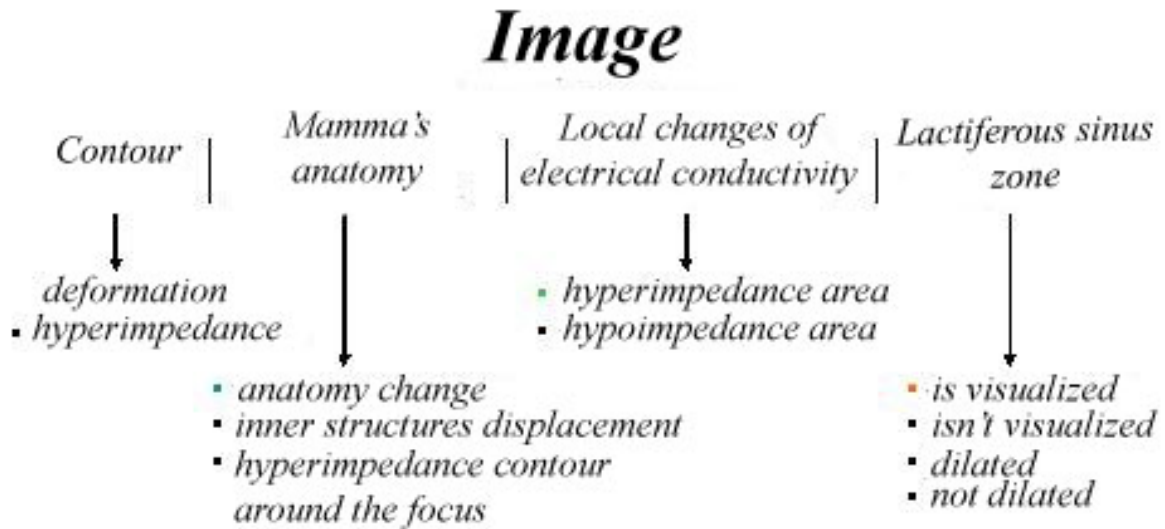 Image
Contour
Mamma's
anatomy
Local changes of
electrical conductivity
Lactiferous sinus
zone
deformation
▪ hyperimpedance
▪ anatomy change
▪ inner structures displacement
▪ hyperimpedance contour
around the focus
▪ hyperimpedance area
▪ hypoimpedance area
▪ is visualized
▪ isn't visualized
▪ dilated
▪ not dilated